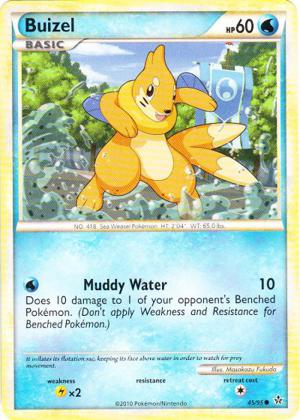 Buizel HP 60
BASIC
NO. 418 Sea Weasel Pokémon. HT: 2'04" WT: 65.0 lbs.
Muddy Water 10
Does 10 damage to 1 of your opponent's Benched
Pokémon. (Don't apply Weakness and Resistance for
Benched Pokémon.)
It inflates its flotation sac, keeping its face above water in order to watch for prey
movement.
Illus. Masakazu Fukuda
weakness resistance retreat cost
×2
©2010 Pokémon/Nintendo 45/95